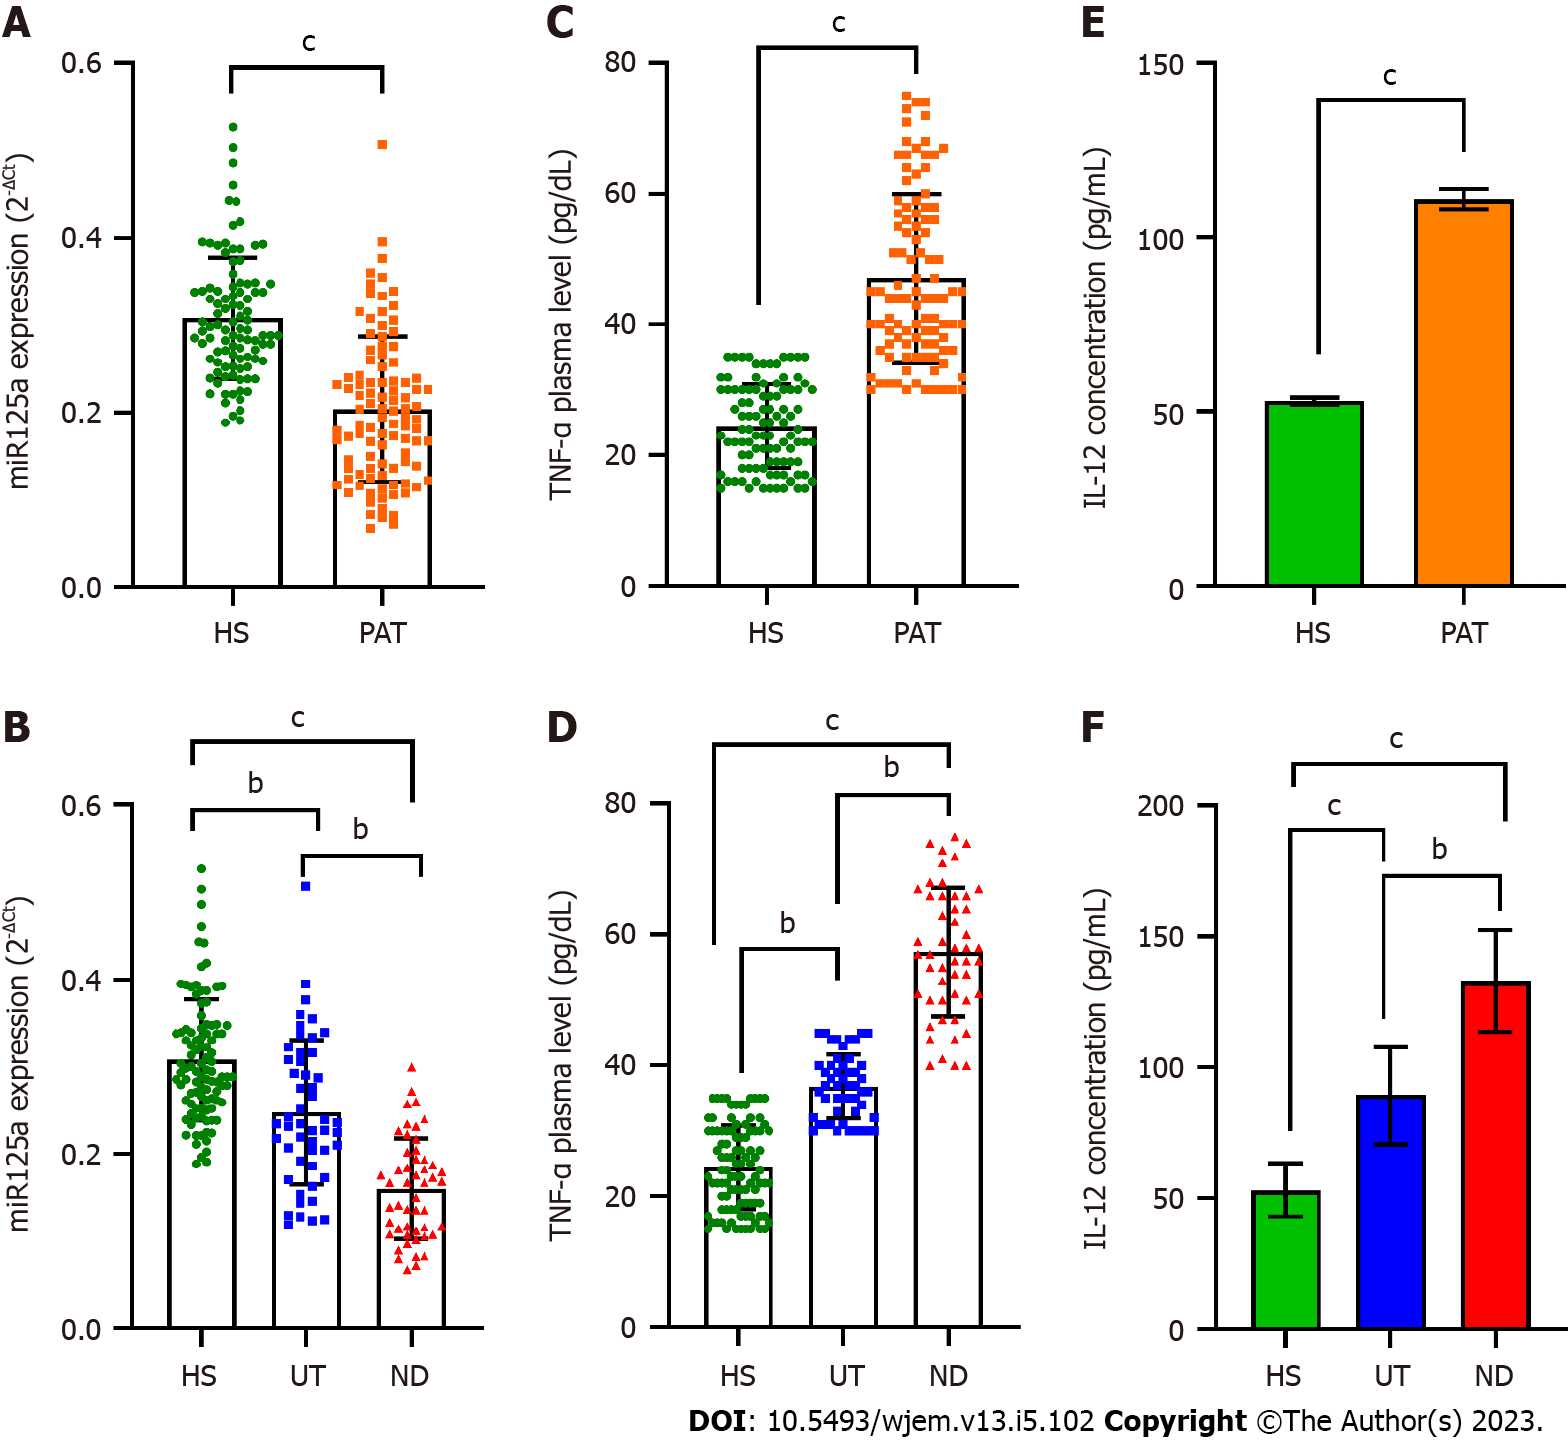 A
c
miR125a expression (2-ΔCt)
0.6
0.4
0.2
0.0
HS PAT
C
c
TNF-α plasma level (pg/dL)
80
60
40
20
0
HS PAT
E
c
IL-12 concentration (pg/mL)
150
100
50
0
HS PAT
B
c
b
b
miR125a expression (2-ΔCt)
0.6
0.4
0.2
0.0
HS UT ND
D
c
b
b
TNF-α plasma level (pg/dL)
80
60
40
20
0
HS UT ND
F
c
c
b
IL-12 concentration (pg/mL)
200
150
100
50
0
HS UT ND
DOI: 10.5493/wjem.v13.i5.102 Copyright ©The Author(s) 2023.